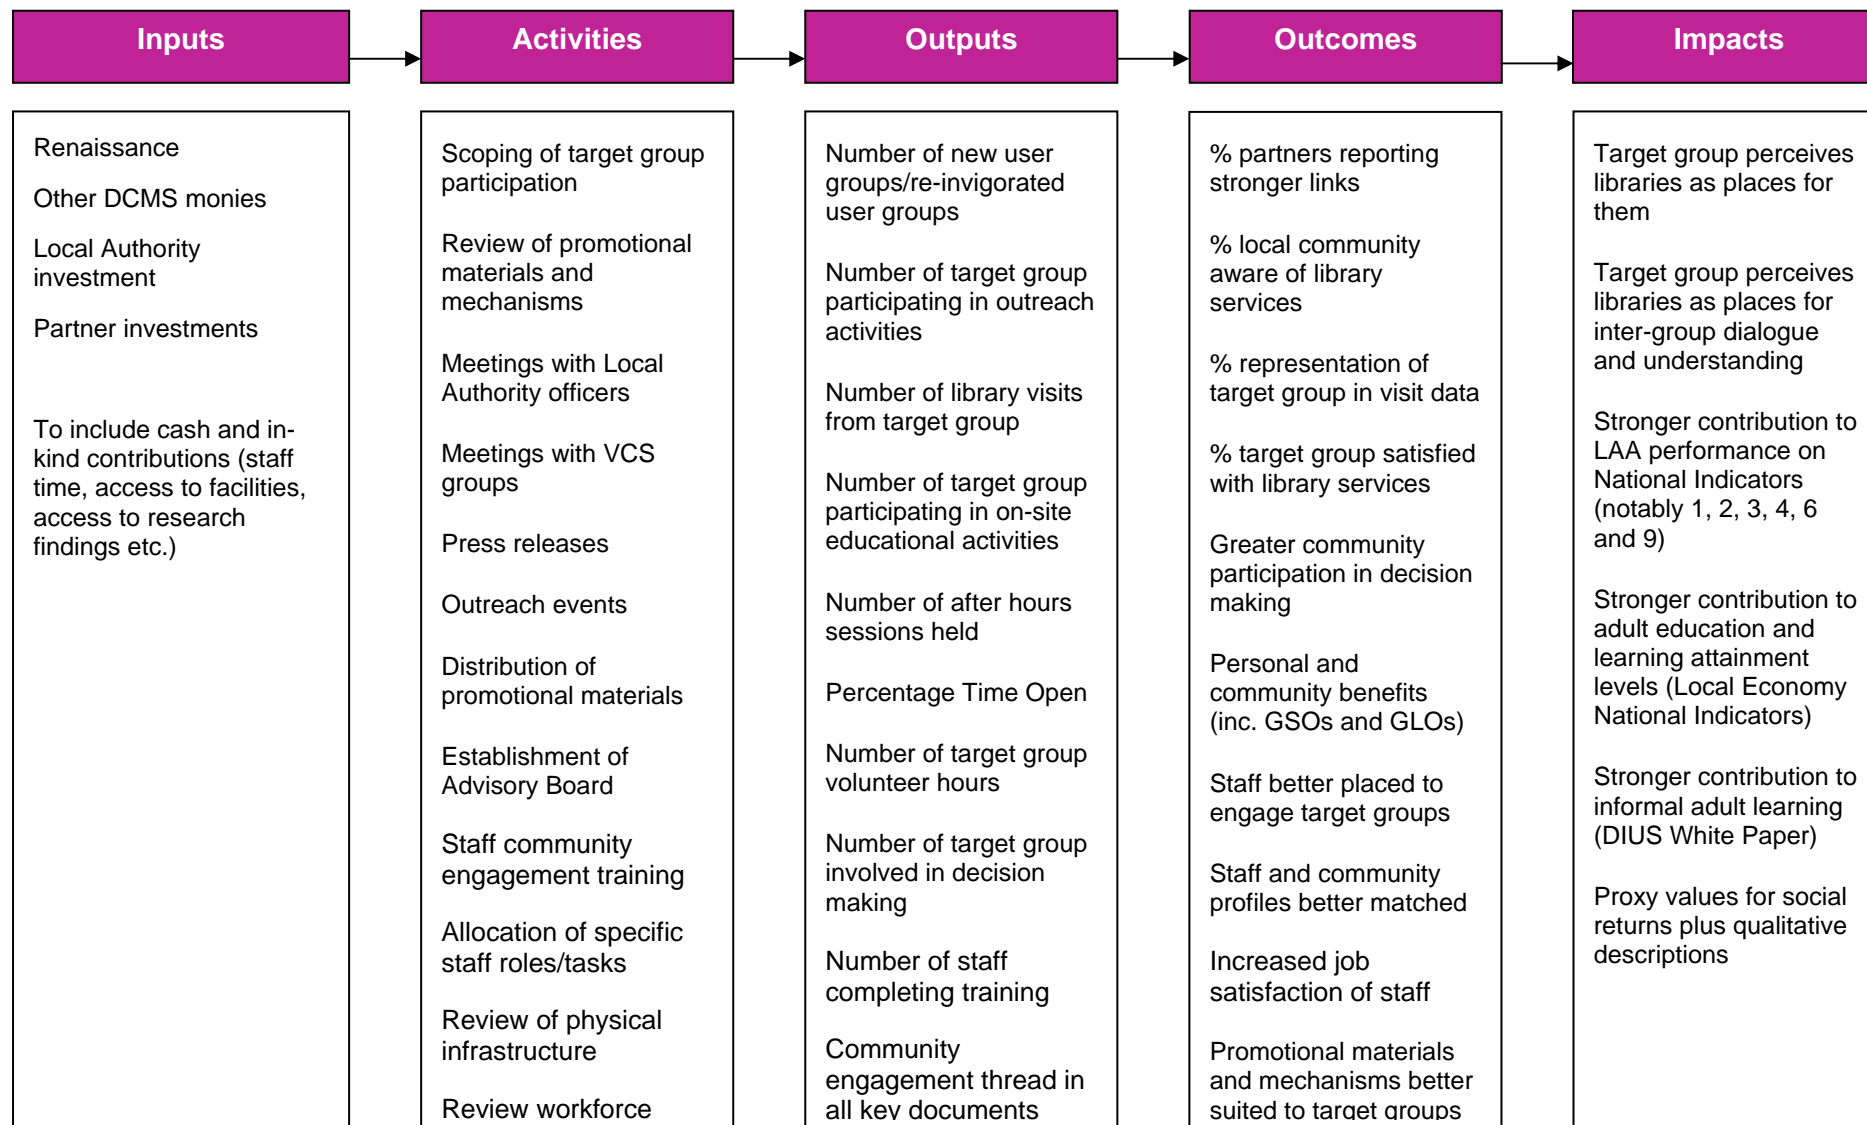 Inputs
Activities
Outputs
Outcomes
Impacts
Renaissance
Other DCMS monies
Local Authority
investment
Partner investments
To include cash and in-
kind contributions (staff
time, access to facilities,
access to research
findings etc.)
Scoping of target group
participation
Review of promotional
materials and
mechanisms
Meetings with Local
Authority officers
Meetings with VCS
groups
Press releases
Outreach events
Distribution of
promotional materials
Establishment of
Advisory Board
Staff community
engagement training
Allocation of specific
staff roles/tasks
Review of physical
infrastructure
Review workforce
Number of new user
groups/re-invigorated
user groups
Number of target group
participating in outreach
activities
Number of library visits
from target group
Number of target group
participating in on-site
educational activities
Number of after hours
sessions held
Percentage Time Open
Number of target group
volunteer hours
Number of target group
involved in decision
making
Number of staff
completing training
Community
engagement thread in
all key documents
% partners reporting
stronger links
% local community
aware of library
services
% representation of
target group in visit data
% target group satisfied
with library services
Greater community
participation in decision
making
Personal and
community benefits
(inc. GSOs and GLOs)
Staff better placed to
engage target groups
Staff and community
profiles better matched
Increased job
satisfaction of staff
Promotional materials
and mechanisms better
suited to target groups
Target group perceives
libraries as places for
them
Target group perceives
libraries as places for
inter-group dialogue
and understanding
Stronger contribution to
LAA performance on
National Indicators
(notably 1, 2, 3, 4, 6
and 9)
Stronger contribution to
adult education and
learning attainment
levels (Local Economy
National Indicators)
Stronger contribution to
informal adult learning
(DIUS White Paper)
Proxy values for social
returns plus qualitative
descriptions